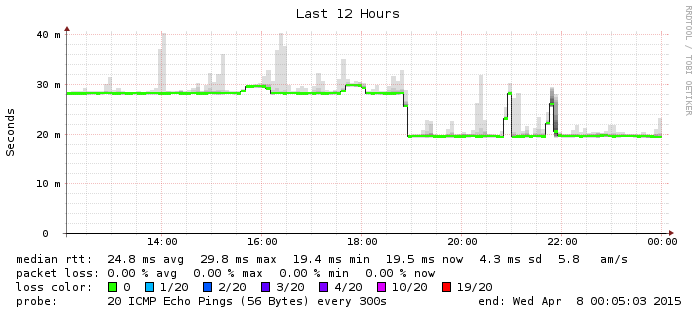 Last 12 Hours
RRDTOOL / TOBI OETIKER
Seconds
40 m
30 m
20 m
10 m
0
14:00 16:00 18:00 20:00 22:00 00:00
median rtt: 24.8 ms avg 29.8 ms max 19.4 ms min 19.5 ms now 4.3 ms sd 5.8 am/s
packet loss: 0.00 % avg 0.00 % max 0.00 % min 0.00 % now
loss color: 0 1/20 2/20 3/20 4/20 10/20 19/20
probe: 20 ICMP Echo Pings (56 Bytes) every 300s end: Wed Apr 8 00:05:03 2015